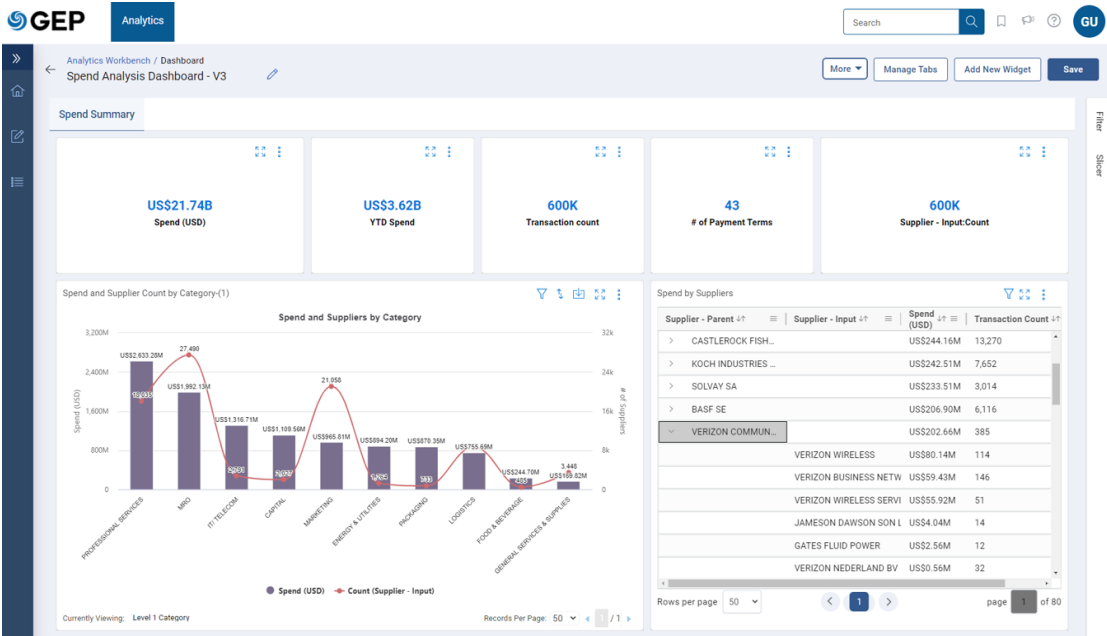 GEP
Analytics
Search
GU
Analytics Workbench / Dashboard
Spend Analysis Dashboard - V3
More
Manage Tabs
Add New Widget
Save
Filter
Slicer
Spend Summary
US$21.74B
Spend (USD)
US$3.62B
YTD Spend
600K
Transaction count
43
# of Payment Terms
600K
Supplier - Input:Count
Spend and Supplier Count by Category-(1)
Spend and Suppliers by Category
3,200M
2,400M
1,600M
800M
0
Spend (USD)
32k
24k
16k
8k
0
# of Suppliers
US$2,633.28M
US$1,992.13M
US$1,316.71M
US$1,109.56M
US$965.81M
US$894.20M
US$870.35M
US$755.69M
US$244.70M
US$169.82M
27,490
2,791
21,058
733
485
3,448
PROFESSIONAL SERVICES
MRO
IT/ TELECOM
CAPITAL
MARKETING
ENERGY & UTILITIES
PACKAGING
LOGISTICS
FOOD & BEVERAGE
GENERAL SERVICES & SUPPLIES
Spend (USD)
Count (Supplier - Input)
Currently Viewing: Level 1 Category
Records Per Page: 50
1 / 1
Spend by Suppliers
Supplier - Parent Supplier - Input Spend (USD) Transaction Count
CASTLEROCK FISH... US$244.16M 13,270
KOCH INDUSTRIES ... US$242.51M 7,652
SOLVAY SA US$233.51M 3,014
BASF SE US$206.90M 6,116
VERIZON COMMUN... US$202.66M 385
VERIZON WIRELESS US$80.14M 114
VERIZON BUSINESS NETW US$59.43M 146
VERIZON WIRELESS SERVI US$55.92M 51
JAMESON DAWSON SON L US$4.04M 14
GATES FLUID POWER US$2.56M 12
VERIZON NEDERLAND BV US$0.56M 32
Rows per page 50
1
page 1 of 80